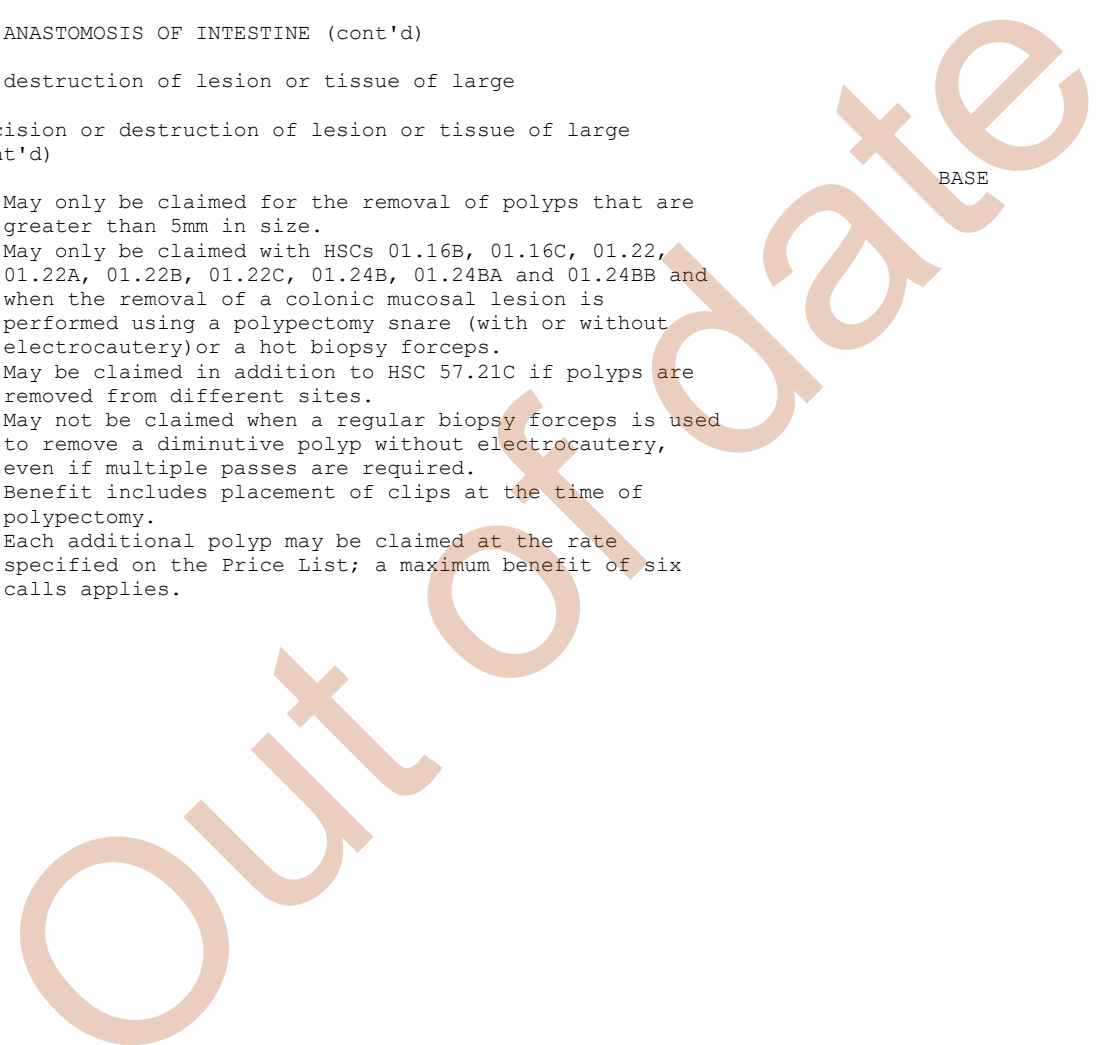 ANASTOMOSIS OF INTESTINE (cont'd)
destruction of lesion or tissue of large
cision or destruction of lesion or tissue of large
t'd)
BASE
May only be claimed for the removal of polyps that are
greater than 5mm in size.
May only be claimed with HSCs 01.16B, 01.16C, 01.22,
01.22A, 01.22B, 01.22C, 01.24B, 01.24BA and 01.24BB and
when the removal of a colonic mucosal lesion is
performed using a polypectomy snare (with or without
electrocautery)or a hot biopsy forceps.
May be claimed in addition to HSC 57.21C if polyps are
removed from different sites.
May not be claimed when a regular biopsy forceps is used
to remove a diminutive polyp without electrocautery,
even if multiple passes are required.
Benefit includes placement of clips at the time of
polypectomy.
Each additional polyp may be claimed at the rate
specified on the Price List; a maximum benefit of six
calls applies.
Out of date